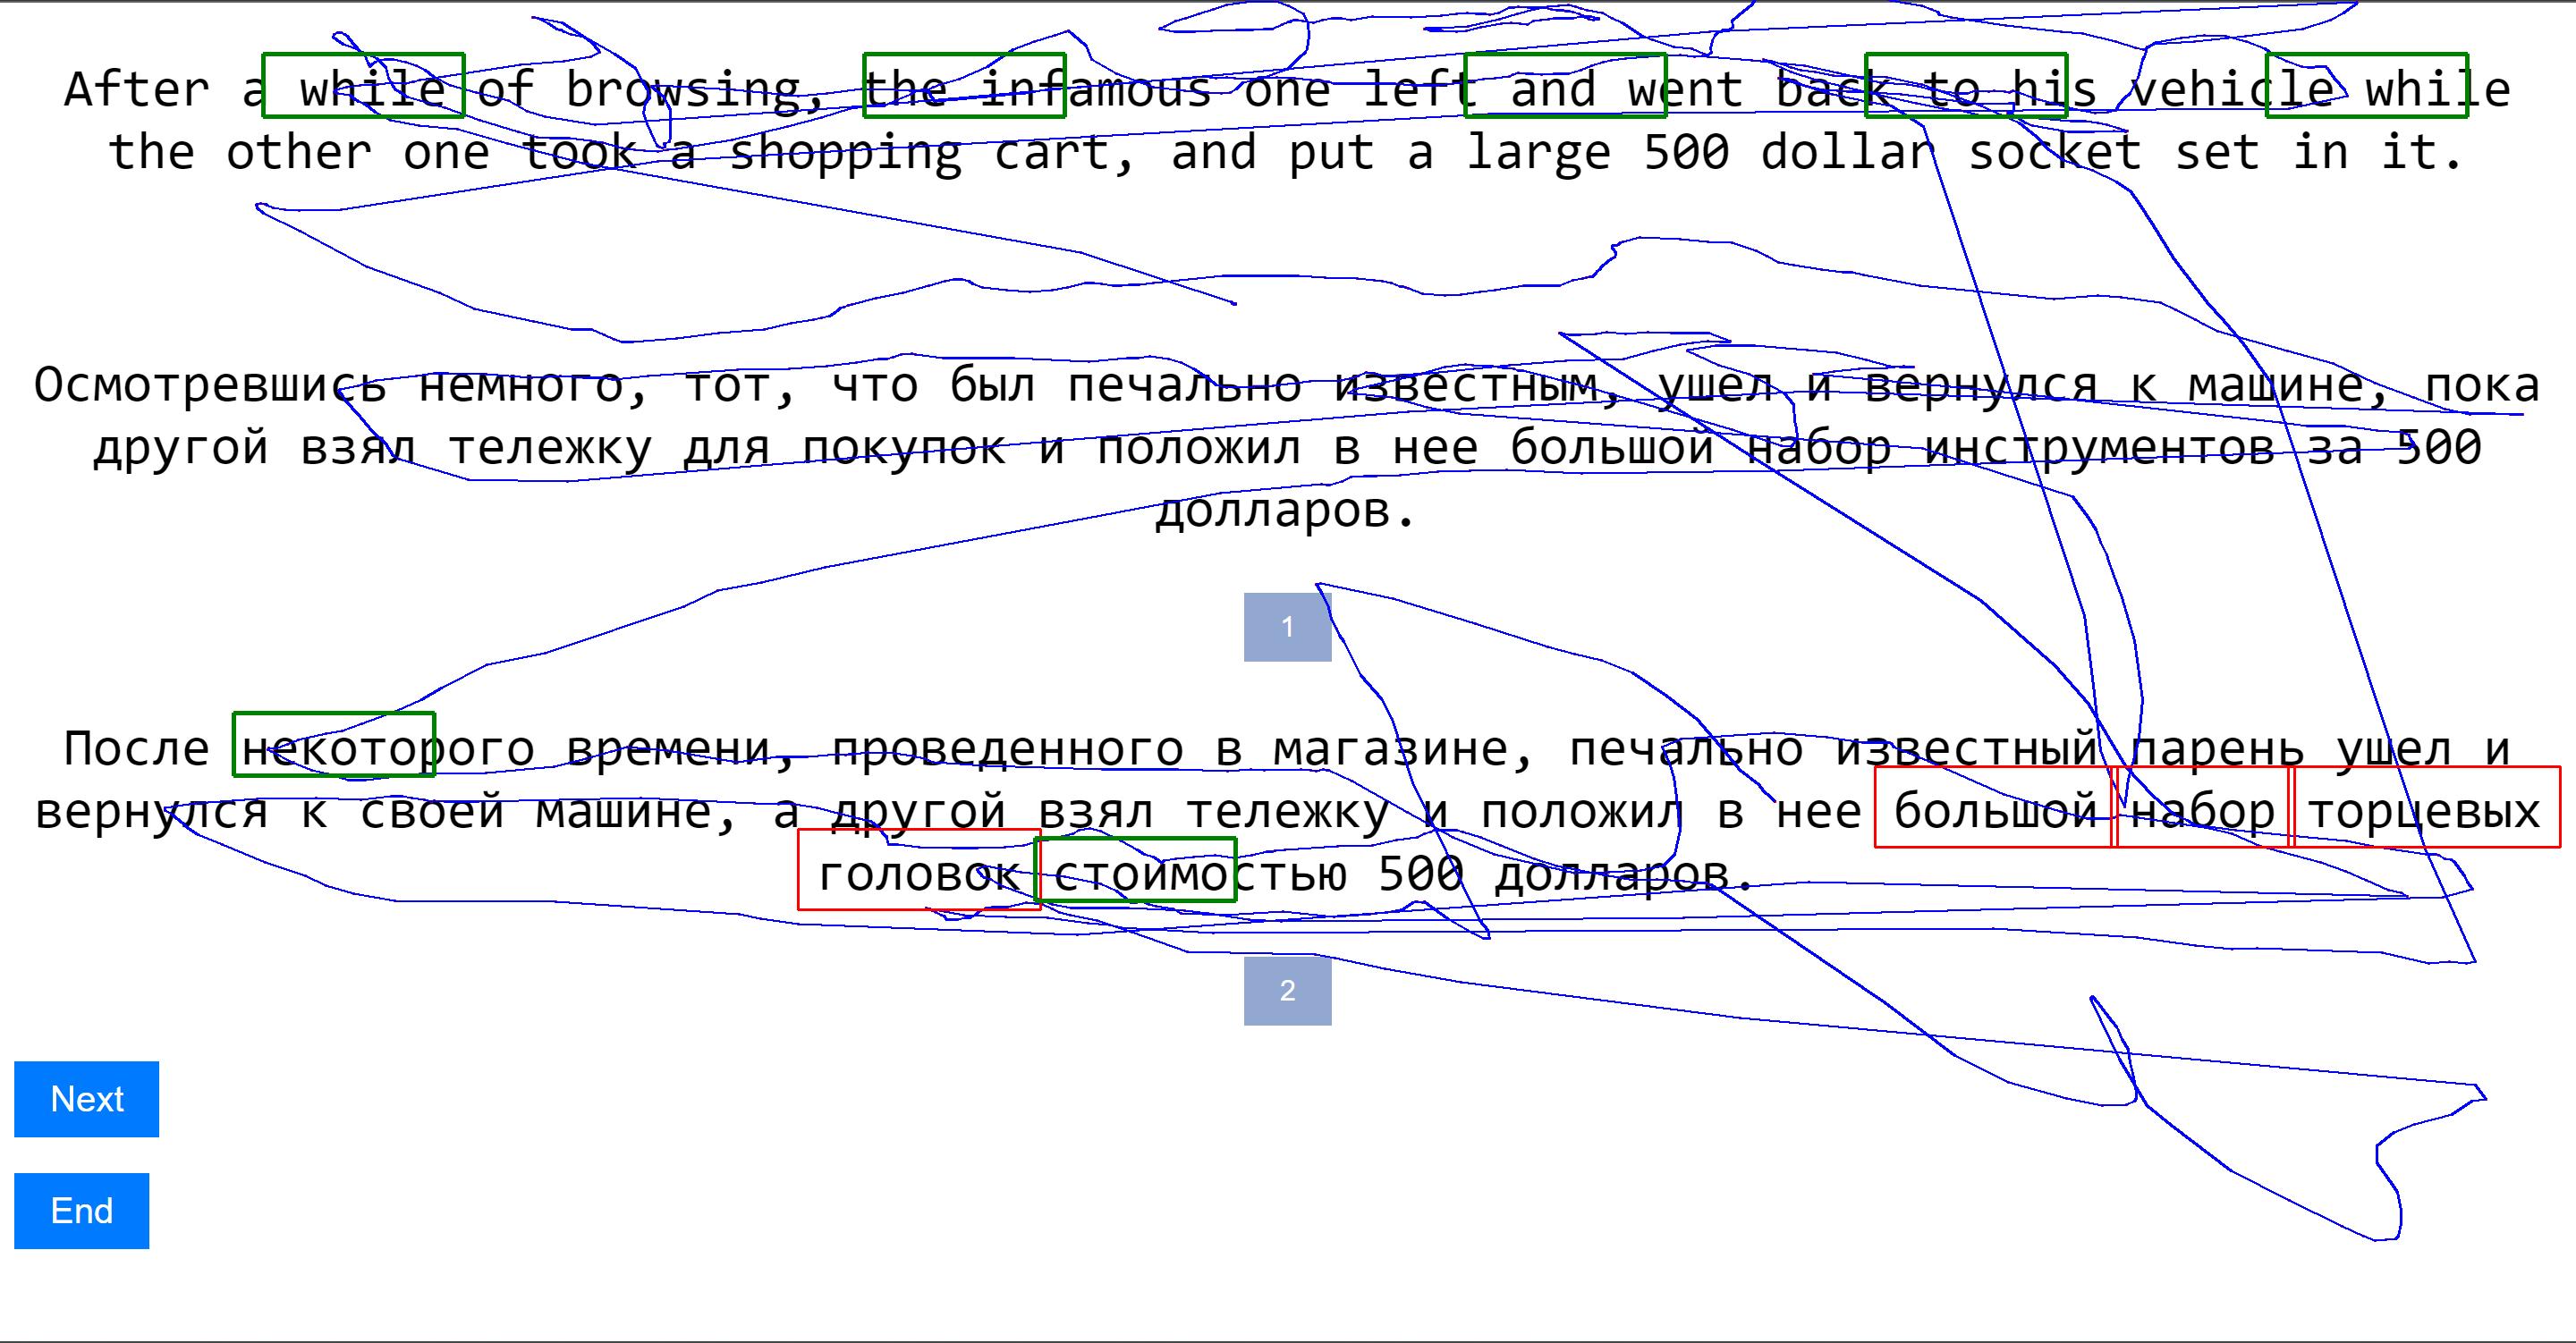 After a while of browsing, the infamous one left and went back to his vehicle while
the other one took a shopping cart, and put a large 500 dollar socket set in it.
Осмотревшись немного, тот, что был печально известным, ушел и вернулся к машине, пока
другой взял тележку для покупок и положил в нее большой набор инструментов за 500
долларов.
1
После некоторого времени, проведенного в магазине, печально известный парень ушел и
вернулся к своей машине, а другой взял тележку и положил в нее большой набор торцевых
головок стоимостью 500 долларов.
2
Next
End